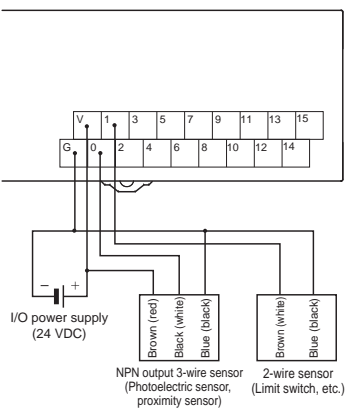 V 1 3 5 7 9 11 13 15
G 0 2 4 6 8 10 12 14
− +
I/O power supply
(24 VDC)
Brown (red)
Black (white)
Blue (black)
Brown (white)
Blue (black)
NPN output 3-wire sensor
(Photoelectric sensor,
proximity sensor)
2-wire sensor
(Limit switch, etc.)